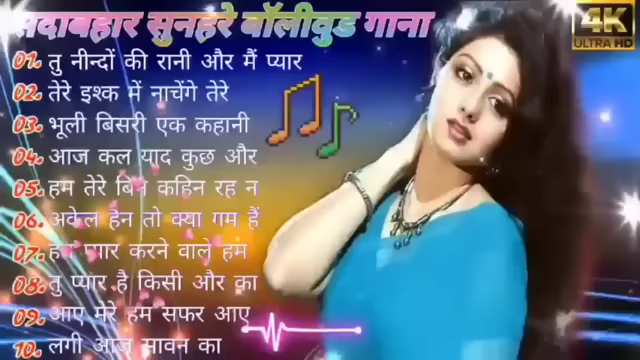 सदाबहार सुनहरे बॉलीवुड गाना
4K
ULTRA HD
01. तु नीन्दों की रानी और मैं प्यार
02. तेरे इश्क में नाचेंगे तेरे
03. भूली बिसरी एक कहानी
04. आज कल याद कुछ और
05. हम तेरे बिन कहिन रह न
06. अकेल हेन तो क्या गम हैं
07. हम प्यार करने वाले हम
08. तु प्यार है किसी और का
09. आए मेरे हम सफर आए
10. लगी आज सावन का